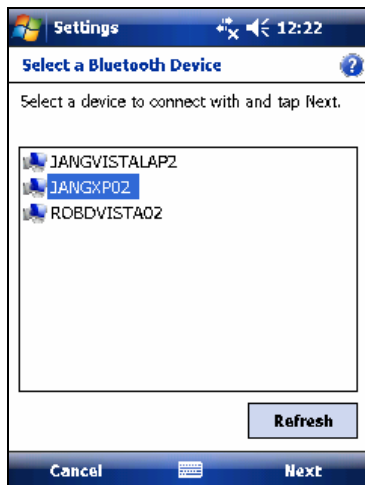 Settings 12:22
Select a Bluetooth Device
Select a device to connect with and tap Next.
JANGVISTALAP2
JANGXP02
ROBDVISTA02
Refresh
Cancel Next